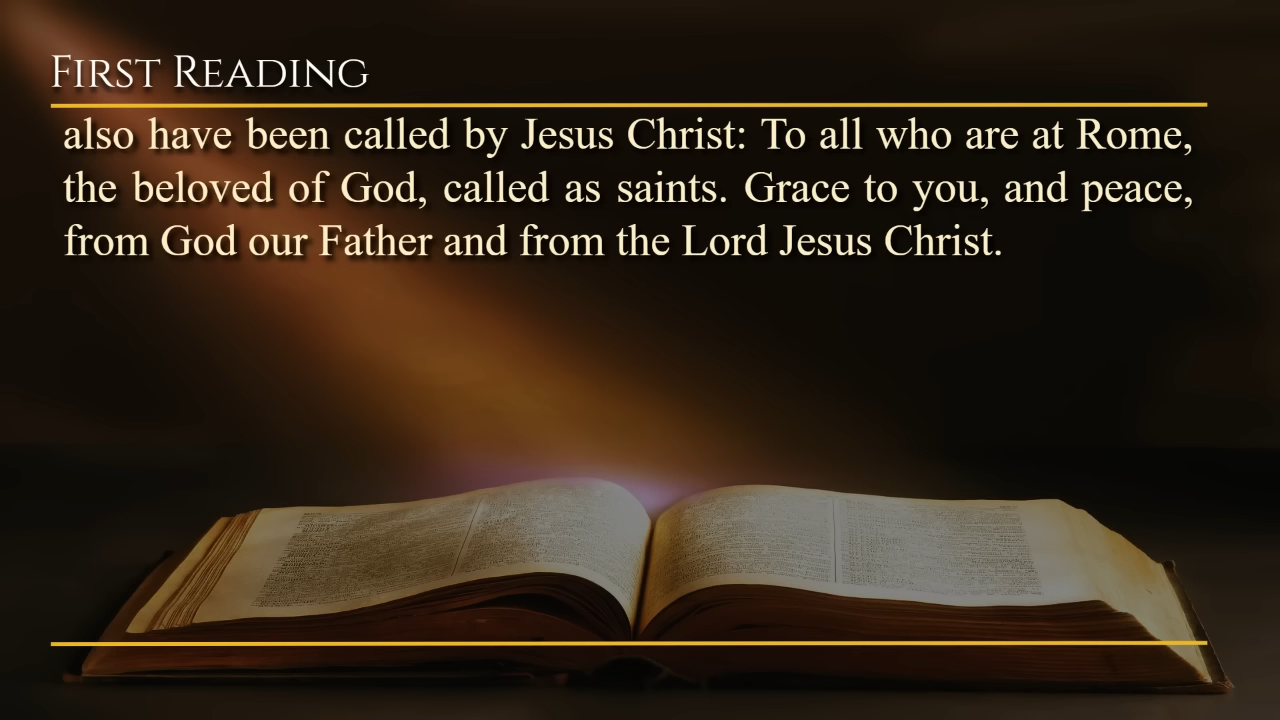 First Reading
also have been called by Jesus Christ: To all who are at Rome,
the beloved of God, called as saints. Grace to you, and peace,
from God our Father and from the Lord Jesus Christ.